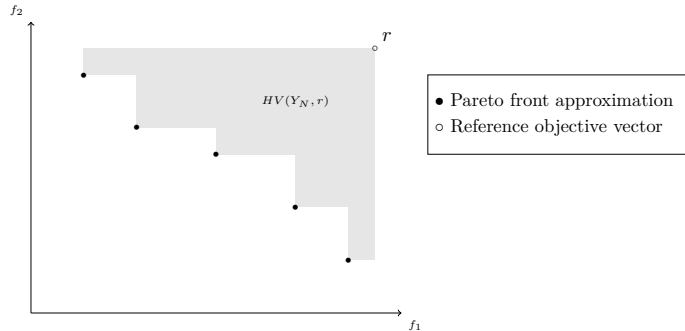 f₂
r
HV(Y_N, r)
Pareto front approximation
Reference objective vector
f₁